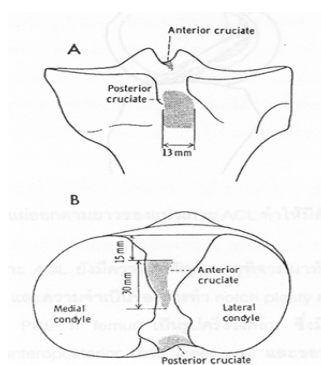 Anterior cruciate
A
Posterior
cruciate
13 mm
B
15 mm
30 mm
Anterior
cruciate
Medial
condyle
Lateral
condyle
Posterior cruciate